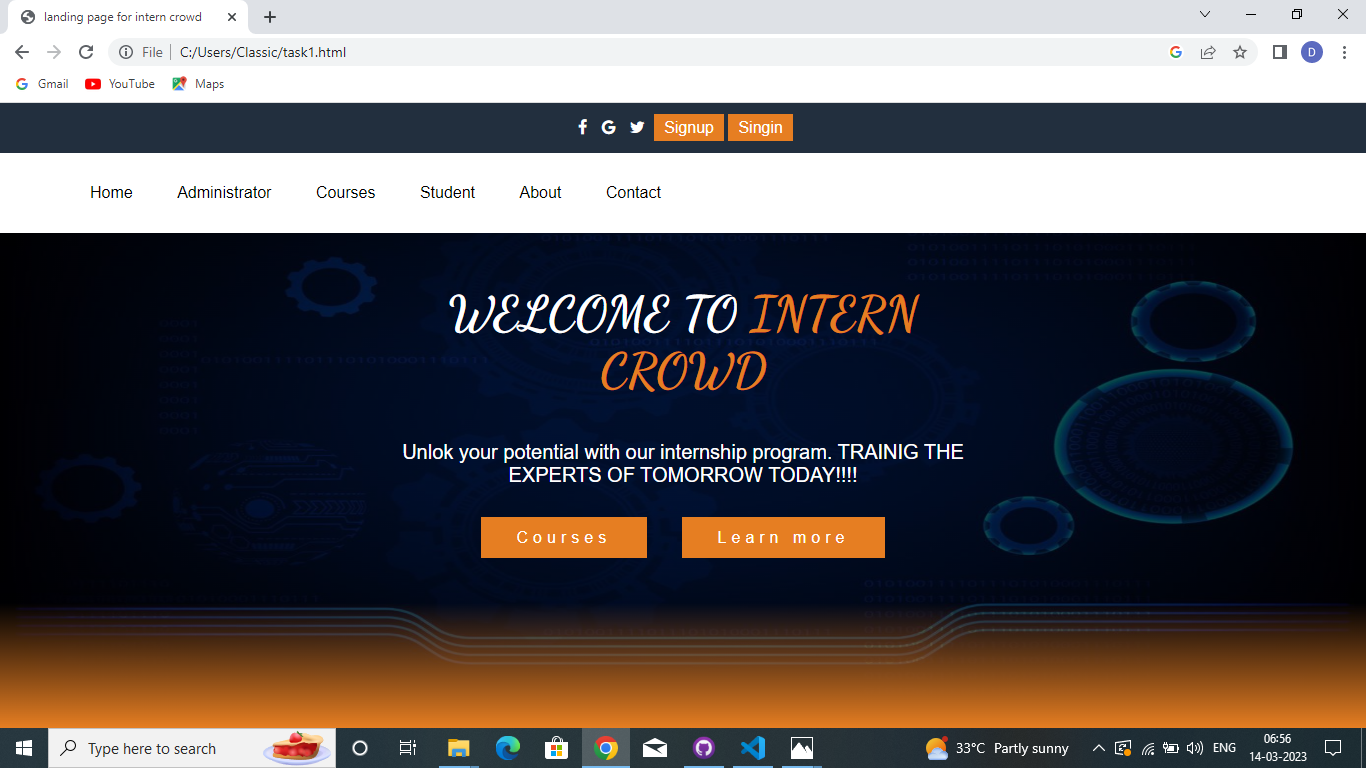 landing page for intern crowd
File
C:/Users/Classic/task1.html
D
Gmail YouTube Maps
Signup Singin
Home Administrator Courses Student About Contact
WELCOME TO INTERN
CROWD
Unlok your potential with our internship program. TRAINIG THE
EXPERTS OF TOMORROW TODAY!!!!
Courses Learn more
Type here to search
33°C Partly sunny
ENG
06:56
14-03-2023